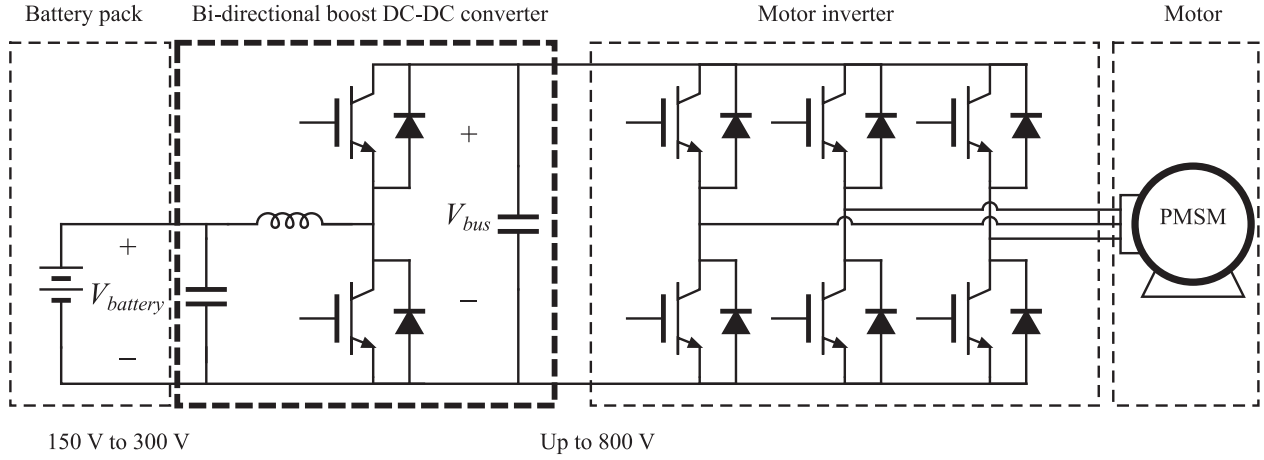 Battery pack
Bi-directional boost DC-DC converter
Motor inverter
Motor
+
V_bus
−
+
V_battery
−
PMSM
150 V to 300 V
Up to 800 V